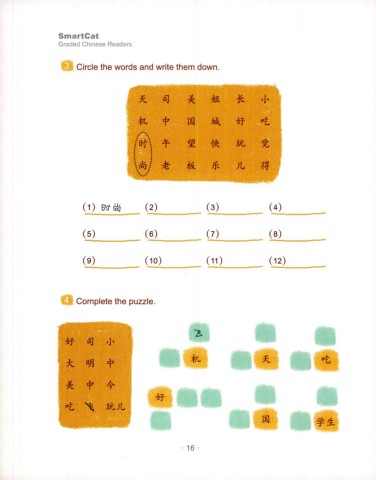 SmartCat
Graded Chinese Readers
3 Circle the words and write them down.
天 司 美 姐 长 小
机 中 国 城 好 吃
时 午 望 快 玩 觉
尚 老 板 乐 儿 得
(1) 时尚 (2) (3) (4)
(5) (6) (7) (8)
(9) (10) (11) (12)
4 Complete the puzzle.
好 司 小
大 明 中
美 中 今
吃 飞 玩儿
飞
机 天 吃
好
国 学生
· 16 ·